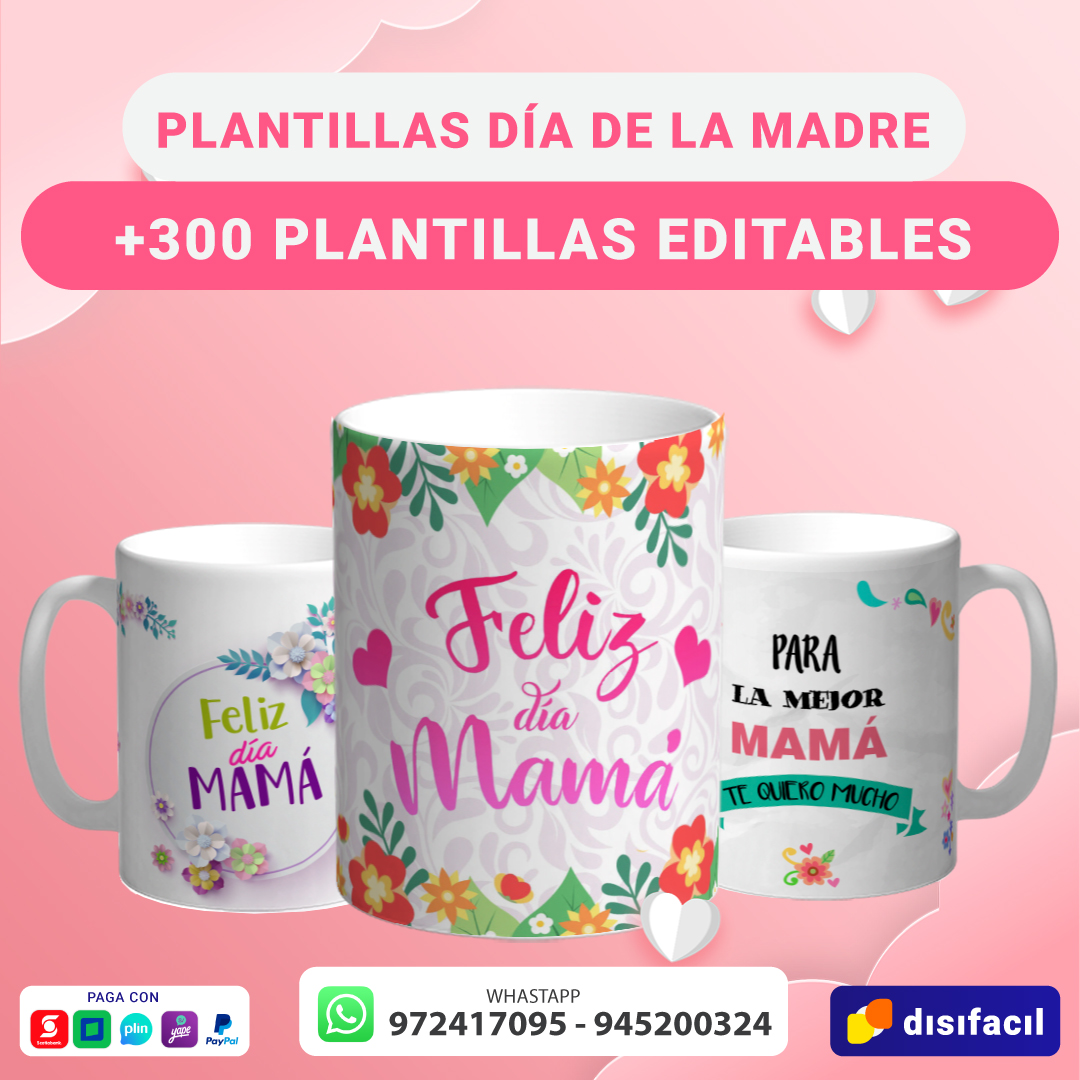 PLANTILLAS DÍA DE LA MADRE
+300 PLANTILLAS EDITABLES
Feliz
día
MAMÁ
Feliz
día
Mamá
PARA
LA MEJOR
MAMÁ
TE QUIERO MUCHO
PAGA CON
Scotiabank
plin
yape
PayPal
WHASTAPP
972417095 - 945200324
disifacil